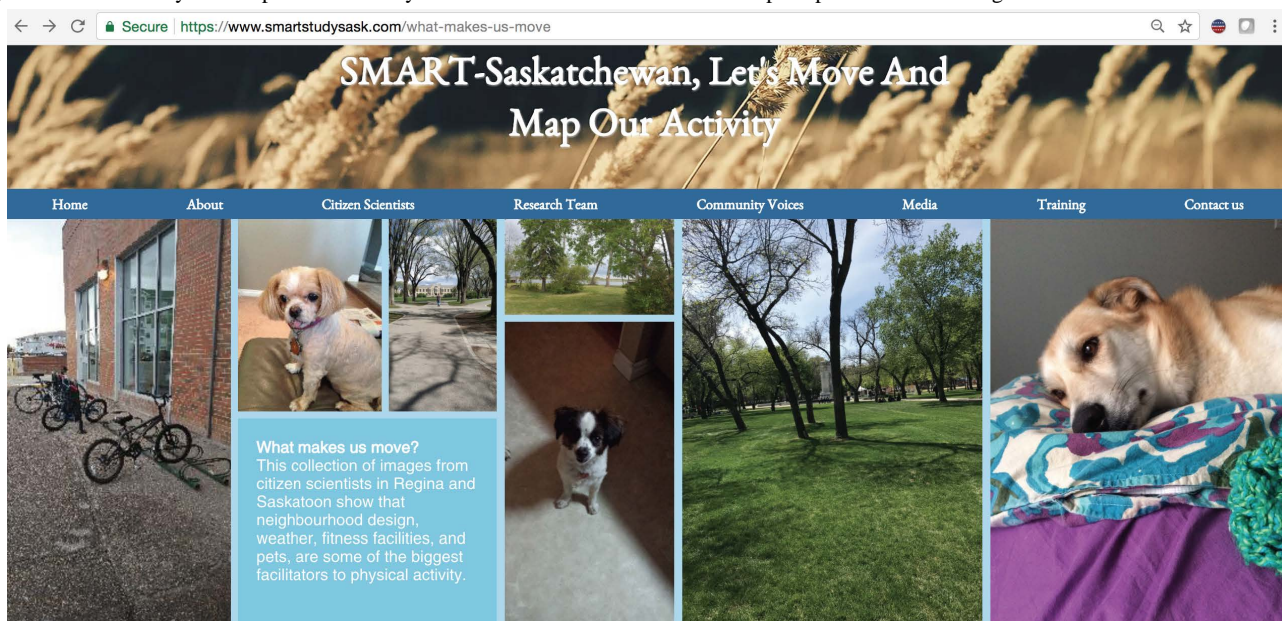 Secure https://www.smartstudysask.com/what-makes-us-move
SMART-Saskatchewan, Let's Move And
Map Our Activity
Home About Citizen Scientists Research Team Community Voices Media Training Contact us
What makes us move?
This collection of images from
citizen scientists in Regina and
Saskatoon show that
neighbourhood design,
weather, fitness facilities, and
pets, are some of the biggest
facilitators to physical activity.